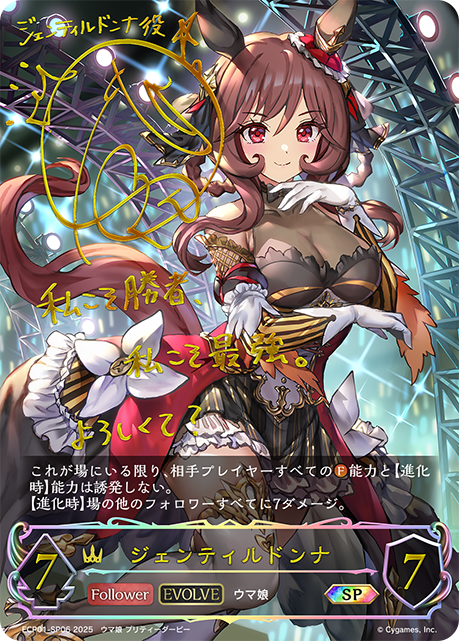 ジェンティルドンナ役
私こそ勝者、
私こそ最強。
よろしくて?
これが場にいる限り、相手プレイヤーすべてのF能力と【進化
時】能力は誘発しない。
【進化時】場の他のフォロワーすべてに7ダメージ。
7
ジェンティルドンナ
7
Follower EVOLVE ウマ娘 SP
ECP01-SP06 2025 ウマ娘 プリティーダービー
© Cygames, Inc.